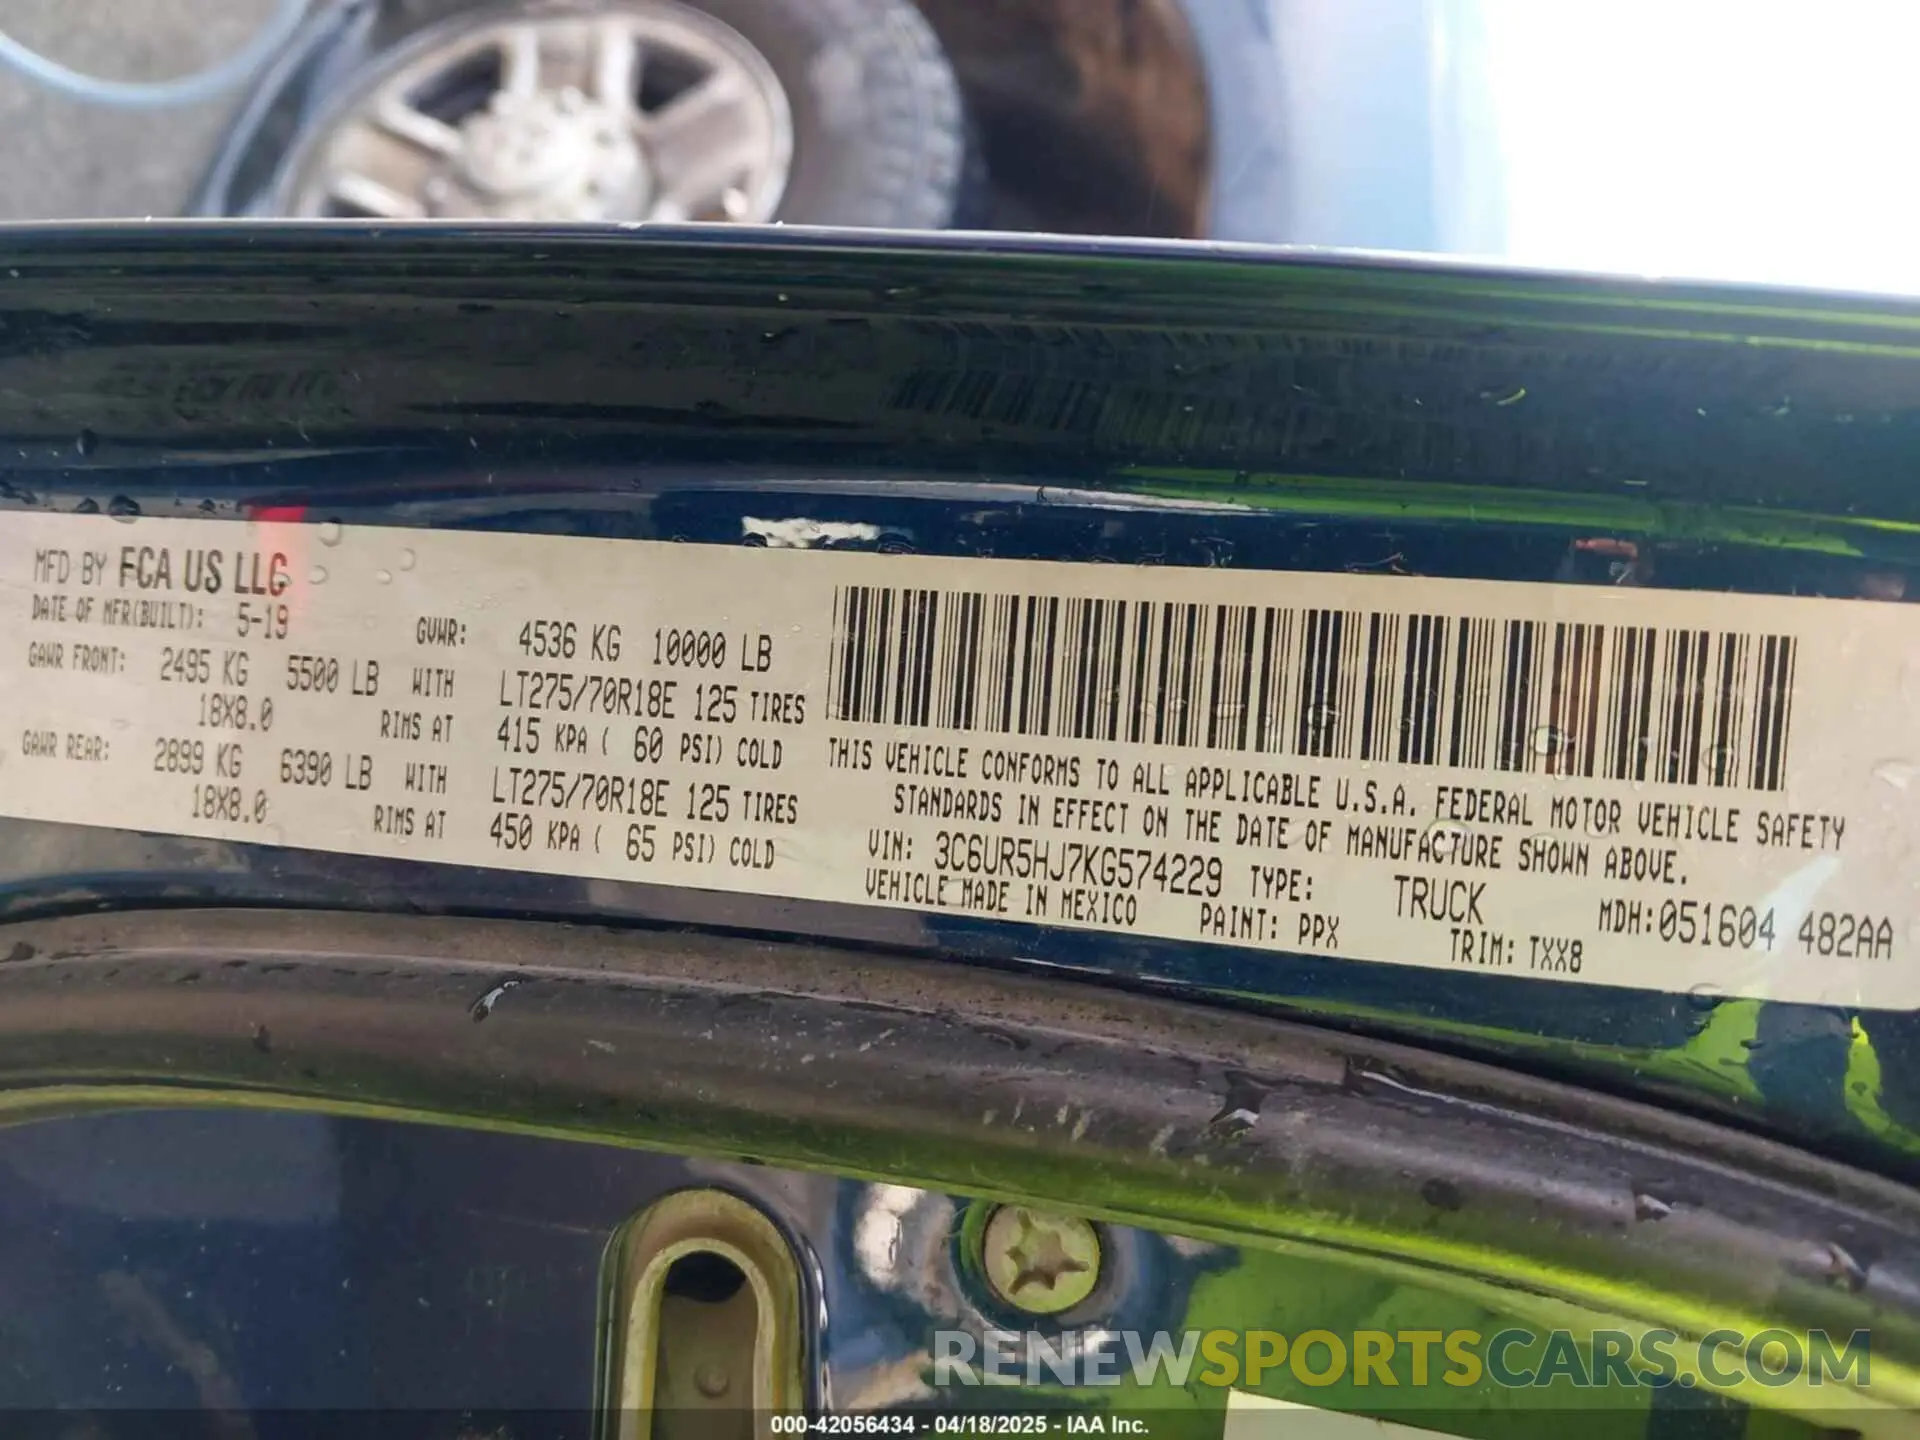 MFD BY FCA US LLC
DATE OF MFR(BUILT): 5-19 GVWR: 4536 KG 10000 LB
GAWR FRONT: 2495 KG 5500 LB WITH LT275/70R18E 125 TIRES
18X8.0 RIMS AT 415 KPA ( 60 PSI) COLD
GAWR REAR: 2899 KG 6390 LB WITH LT275/70R18E 125 TIRES
18X8.0 RIMS AT 450 KPA ( 65 PSI) COLD
THIS VEHICLE CONFORMS TO ALL APPLICABLE U.S.A. FEDERAL MOTOR VEHICLE SAFETY
STANDARDS IN EFFECT ON THE DATE OF MANUFACTURE SHOWN ABOVE.
VIN: 3C6UR5HJ7KG574229 TYPE: TRUCK MDH:051604 482AA
VEHICLE MADE IN MEXICO PAINT: PPX TRIM: TXX8
RENEWSPORTSCARS.COM
000-42056434 - 04/18/2025 - IAA Inc.